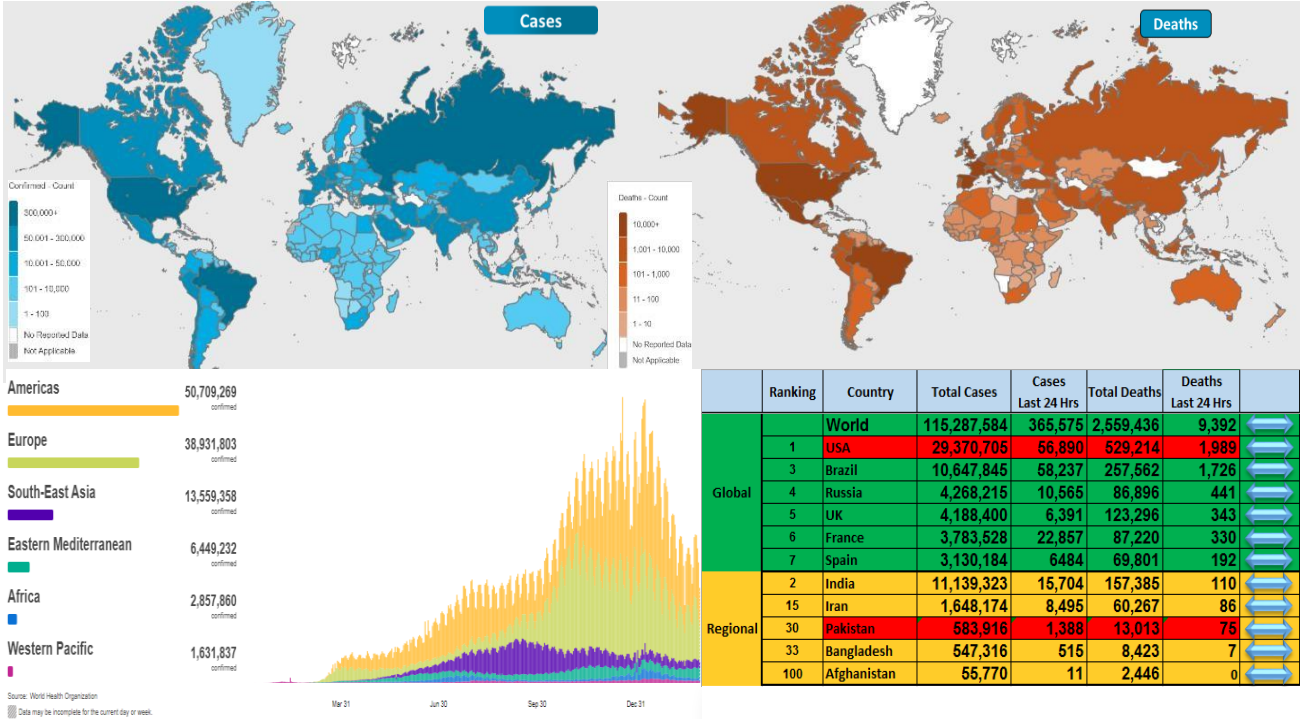 Cases
Deaths
Confirmed - Count
300,000+
50,001 - 300,000
10,001 - 50,000
101 - 10,000
1 - 100
No Reported Data
Not Applicable
Deaths - Count
10,000+
1,001 - 10,000
101 - 1,000
11 - 100
1 - 10
No Reported Data
Not Applicable
Americas 50,709,269
confirmed
Europe 38,931,803
confirmed
South-East Asia 13,559,358
confirmed
Eastern Mediterranean 6,449,232
confirmed
Africa 2,857,860
confirmed
Western Pacific 1,631,837
confirmed
Source: World Health Organization
Data may be incomplete for the current day or week.
Mar 31 Jun 30 Sep 30 Dec 31
Ranking Country Total Cases Cases Last 24 Hrs Total Deaths Deaths Last 24 Hrs
World 115,287,584 365,575 2,559,436 9,392
1 USA 29,370,705 56,890 529,214 1,989
3 Brazil 10,647,845 58,237 257,562 1,726
Global 4 Russia 4,268,215 10,565 86,896 441
5 UK 4,188,400 6,391 123,296 343
6 France 3,783,528 22,857 87,220 330
7 Spain 3,130,184 6484 69,801 192
2 India 11,139,323 15,704 157,385 110
15 Iran 1,648,174 8,495 60,267 86
Regional 30 Pakistan 583,916 1,388 13,013 75
33 Bangladesh 547,316 515 8,423 7
100 Afghanistan 55,770 11 2,446 0